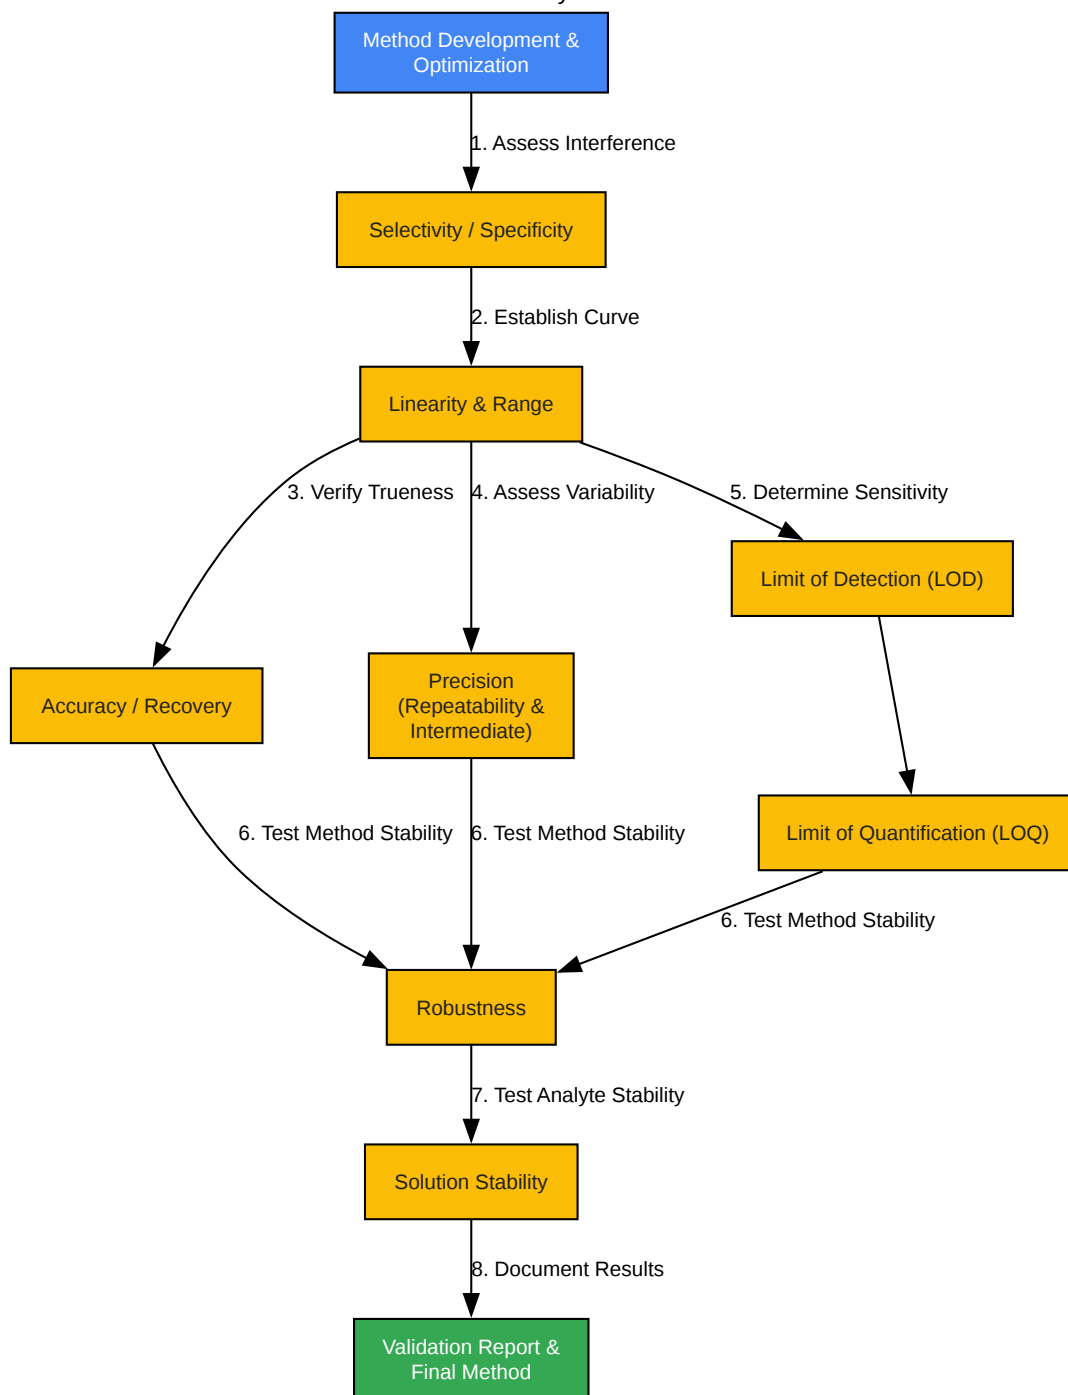 Method Development &
Optimization
1. Assess Interference
Selectivity / Specificity
2. Establish Curve
Linearity & Range
3. Verify Trueness
4. Assess Variability
5. Determine Sensitivity
Limit of Detection (LOD)
Accuracy / Recovery
Precision
(Repeatability &
Intermediate)
6. Test Method Stability
6. Test Method Stability
Limit of Quantification (LOQ)
6. Test Method Stability
Robustness
7. Test Analyte Stability
Solution Stability
8. Document Results
Validation Report &
Final Method